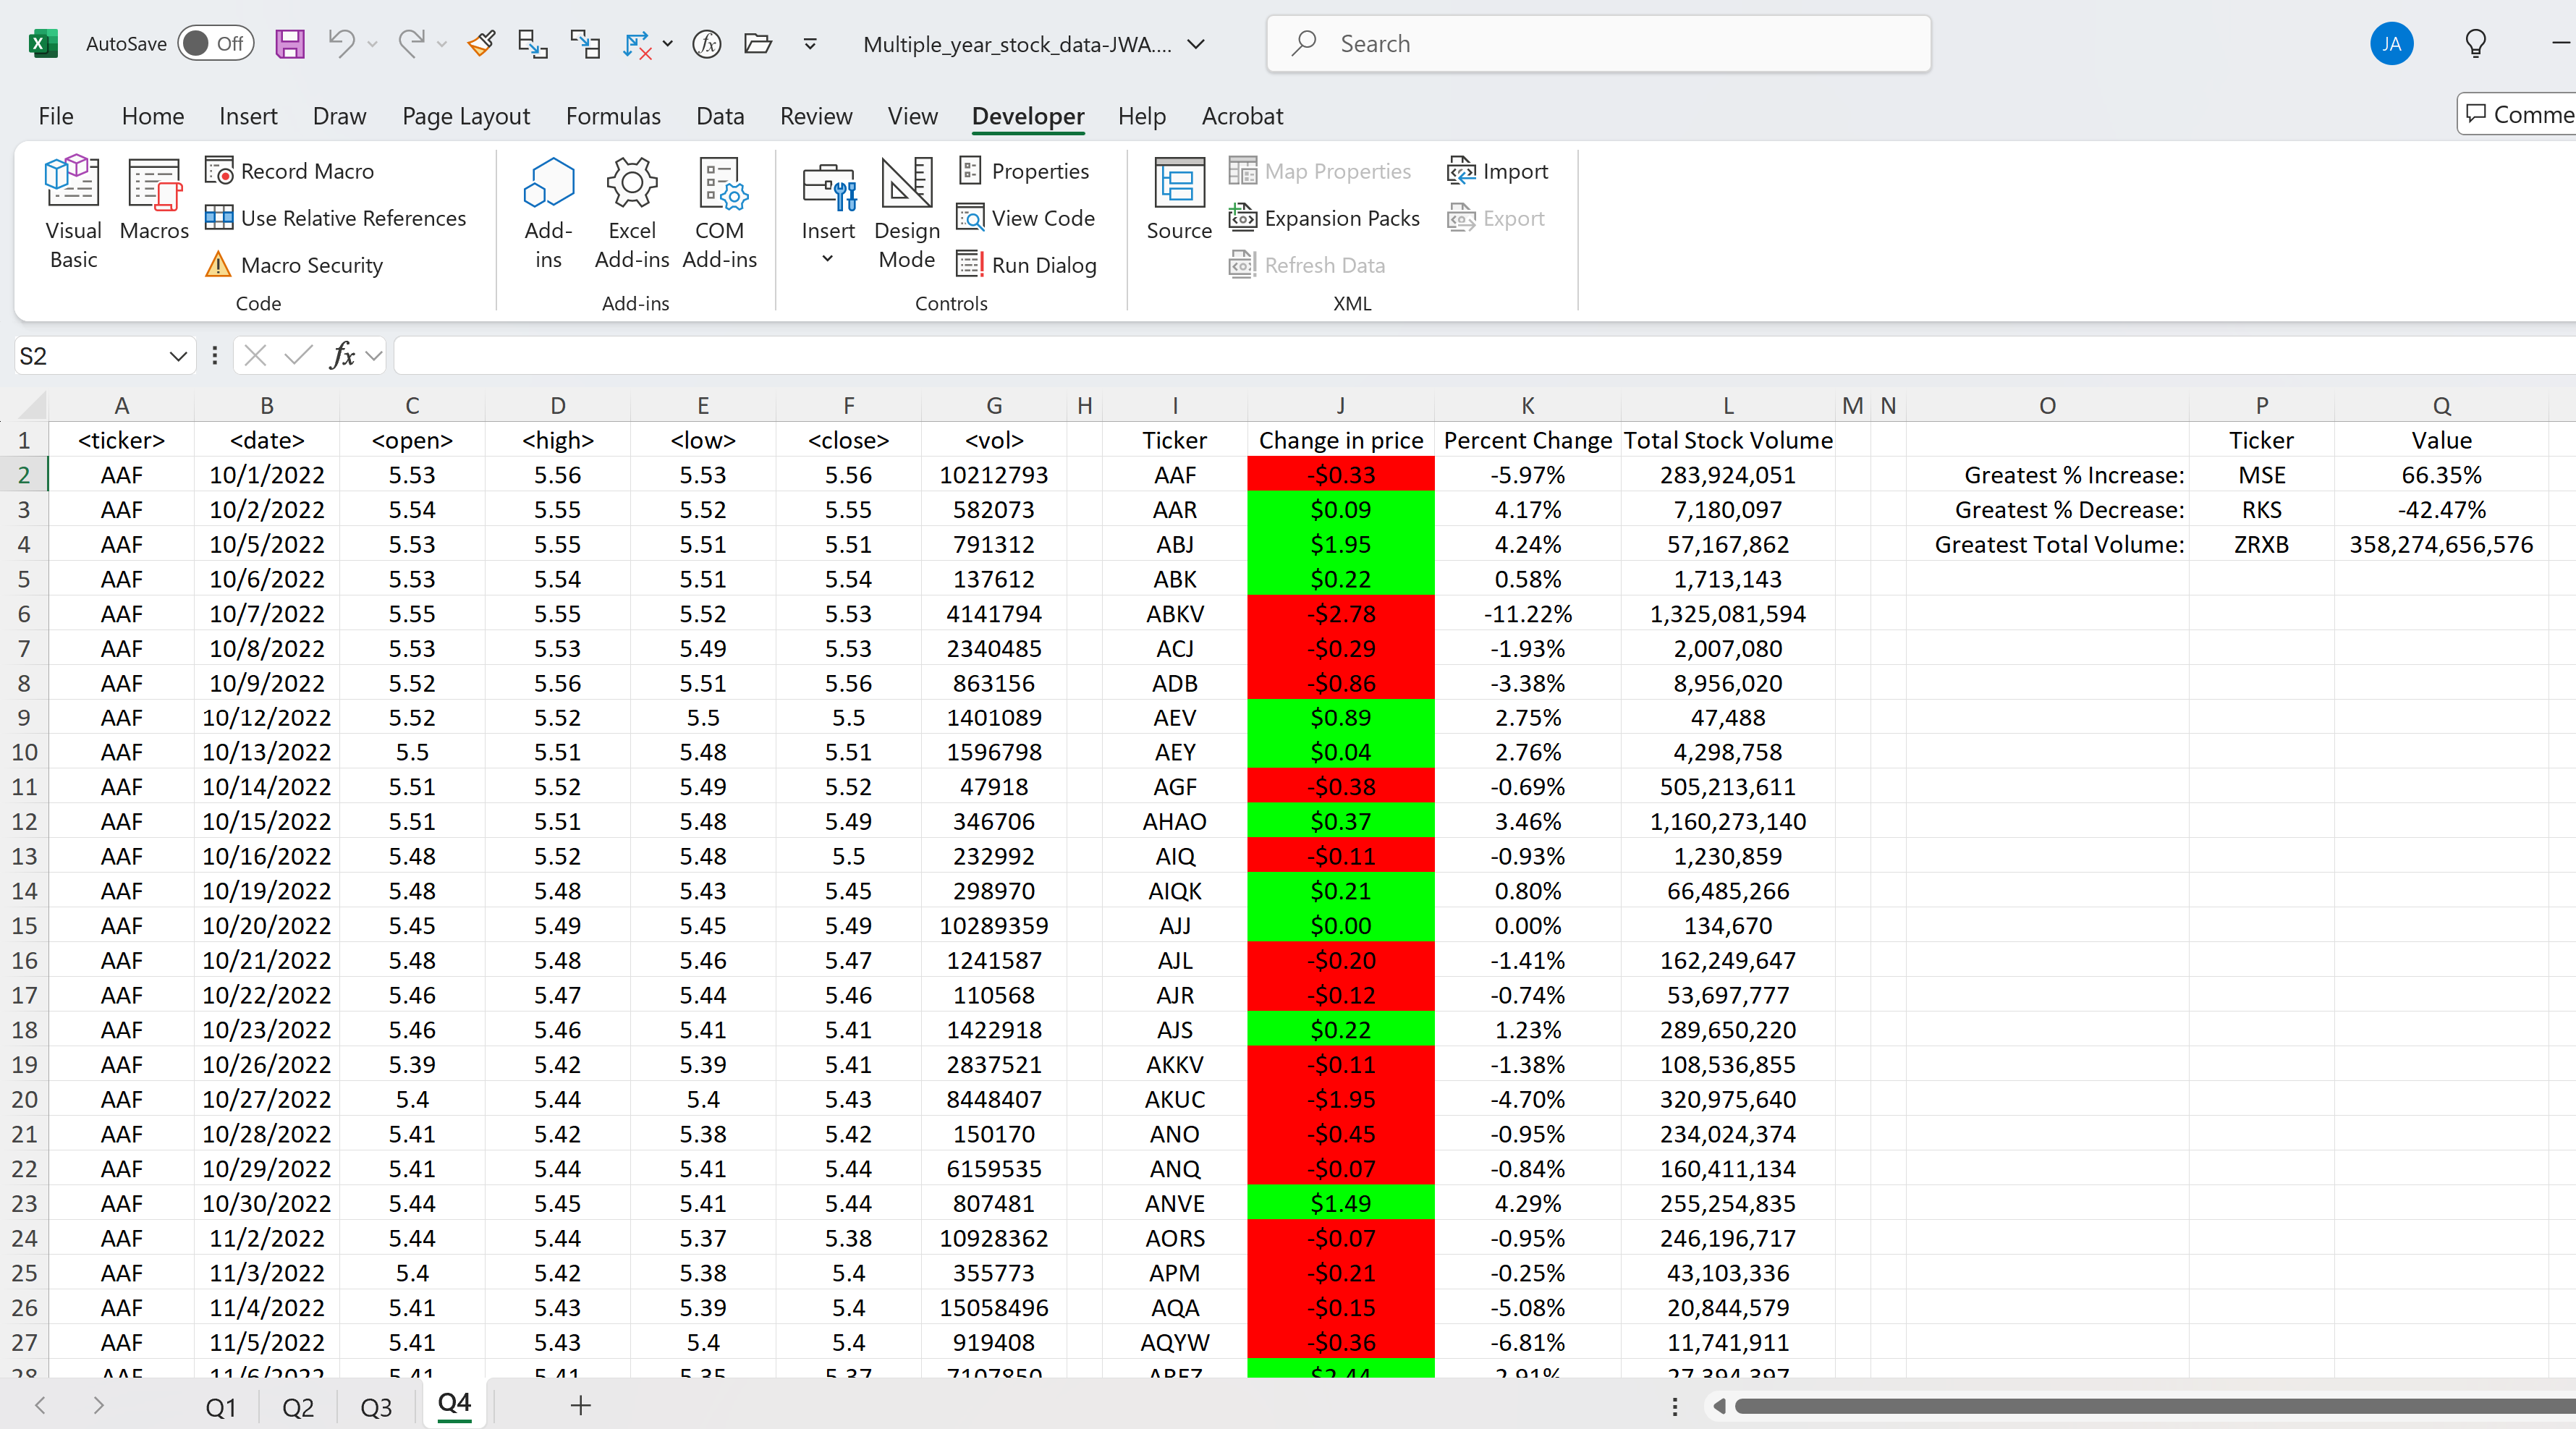 AutoSave Off Multiple_year_stock_data-JWA.... Search JA
File Home Insert Draw Page Layout Formulas Data Review View Developer Help Acrobat
Visual Basic
Macros
Record Macro
Use Relative References
Macro Security
Code
Add-ins
Excel Add-ins
COM Add-ins
Add-ins
Insert
Design Mode
Properties
View Code
Run Dialog
Controls
Source
Map Properties
Expansion Packs
Refresh Data
Import
Export
XML
S2 fx
A B C D E F G H I J K L M N O P Q
1 <ticker> <date> <open> <high> <low> <close> <vol> Ticker Change in price Percent Change Total Stock Volume Ticker Value
2 AAF 10/1/2022 5.53 5.56 5.53 5.56 10212793 AAF -$0.33 -5.97% 283,924,051 Greatest % Increase: MSE 66.35%
3 AAF 10/2/2022 5.54 5.55 5.52 5.55 582073 AAR $0.09 4.17% 7,180,097 Greatest % Decrease: RKS -42.47%
4 AAF 10/5/2022 5.53 5.55 5.51 5.51 791312 ABJ $1.95 4.24% 57,167,862 Greatest Total Volume: ZRXB 358,274,656,576
5 AAF 10/6/2022 5.53 5.54 5.51 5.54 137612 ABK $0.22 0.58% 1,713,143
6 AAF 10/7/2022 5.55 5.55 5.52 5.53 4141794 ABKV -$2.78 -11.22% 1,325,081,594
7 AAF 10/8/2022 5.53 5.53 5.49 5.53 2340485 ACJ -$0.29 -1.93% 2,007,080
8 AAF 10/9/2022 5.52 5.56 5.51 5.56 863156 ADB -$0.86 -3.38% 8,956,020
9 AAF 10/12/2022 5.52 5.52 5.5 5.5 1401089 AEV $0.89 2.75% 47,488
10 AAF 10/13/2022 5.5 5.51 5.48 5.51 1596798 AEY $0.04 2.76% 4,298,758
11 AAF 10/14/2022 5.51 5.52 5.49 5.52 47918 AGF -$0.38 -0.69% 505,213,611
12 AAF 10/15/2022 5.51 5.51 5.48 5.49 346706 AHAO $0.37 3.46% 1,160,273,140
13 AAF 10/16/2022 5.48 5.52 5.48 5.5 232992 AIQ -$0.11 -0.93% 1,230,859
14 AAF 10/19/2022 5.48 5.48 5.43 5.45 298970 AIQK $0.21 0.80% 66,485,266
15 AAF 10/20/2022 5.45 5.49 5.45 5.49 10289359 AJJ $0.00 0.00% 134,670
16 AAF 10/21/2022 5.48 5.48 5.46 5.47 1241587 AJL -$0.20 -1.41% 162,249,647
17 AAF 10/22/2022 5.46 5.47 5.44 5.46 110568 AJR -$0.12 -0.74% 53,697,777
18 AAF 10/23/2022 5.46 5.46 5.41 5.41 1422918 AJS $0.22 1.23% 289,650,220
19 AAF 10/26/2022 5.39 5.42 5.39 5.41 2837521 AKKV -$0.11 -1.38% 108,536,855
20 AAF 10/27/2022 5.4 5.44 5.4 5.43 8448407 AKUC -$1.95 -4.70% 320,975,640
21 AAF 10/28/2022 5.41 5.42 5.38 5.42 150170 ANO -$0.45 -0.95% 234,024,374
22 AAF 10/29/2022 5.41 5.44 5.41 5.44 6159535 ANQ -$0.07 -0.84% 160,411,134
23 AAF 10/30/2022 5.44 5.45 5.41 5.44 807481 ANVE $1.49 4.29% 255,254,835
24 AAF 11/2/2022 5.44 5.44 5.37 5.38 10928362 AORS -$0.07 -0.95% 246,196,717
25 AAF 11/3/2022 5.4 5.42 5.38 5.4 355773 APM -$0.21 -0.25% 43,103,336
26 AAF 11/4/2022 5.41 5.43 5.39 5.4 15058496 AQA -$0.15 -5.08% 20,844,579
27 AAF 11/5/2022 5.41 5.43 5.4 5.4 919408 AQYW -$0.36 -6.81% 11,741,911
28 AAF 11/6/2022 5.41 5.41 5.35 5.37 7107850 $2.44 2.91% 27,394,397
Q1 Q2 Q3 Q4